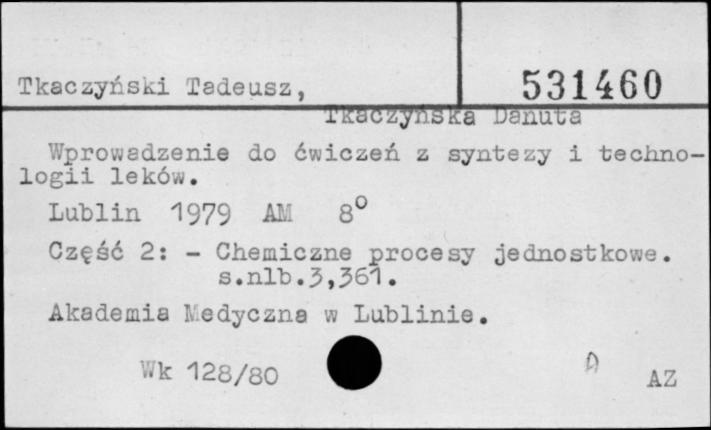 Tkaczyński Tadeusz,
531460
Tkaczyńska Danuta
Wprowadzenie do ćwiczeń z syntezy i techno-
logii leków.
Lublin 1979 AM 8°
Część 2: - Chemiczne procesy jednostkowe.
s.nlb.3,361.
Akademia Medyczna w Lublinie.
Wk 128/80
AZ